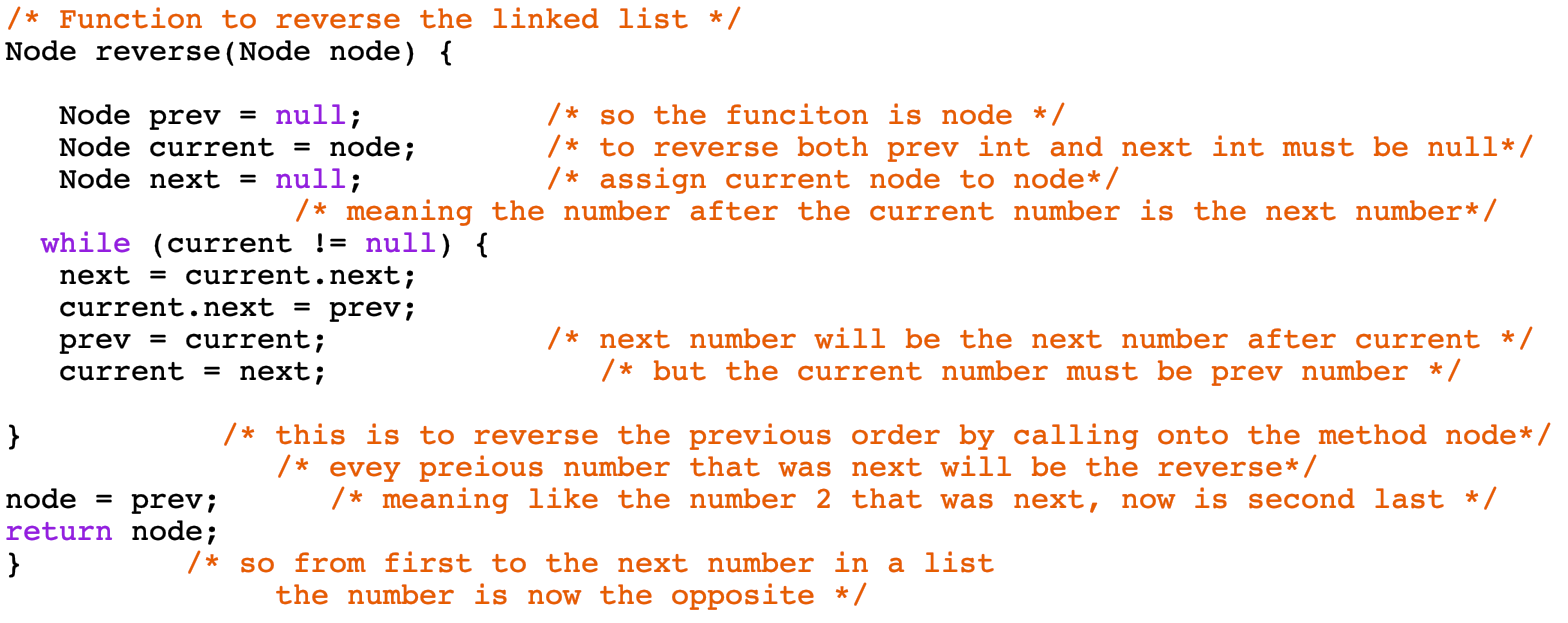 /* Function to reverse the linked list */
Node reverse(Node node) {
Node prev = null; /* so the funciton is node */
Node current = node; /* to reverse both prev int and next int must be null*/
Node next = null; /* assign current node to node*/
/* meaning the number after the current number is the next number*/
while (current != null) {
next = current.next;
current.next = prev;
prev = current; /* next number will be the next number after current */
current = next; /* but the current number must be prev number */
} /* this is to reverse the previous order by calling onto the method node*/
/* evey preious number that was next will be the reverse*/
node = prev; /* meaning like the number 2 that was next, now is second last */
return node;
} /* so from first to the next number in a list
the number is now the opposite */